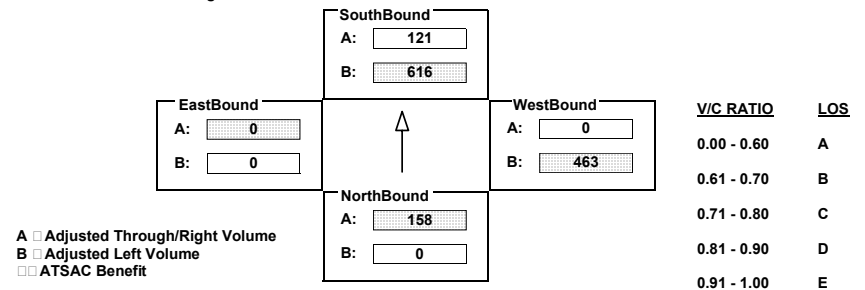 SouthBound
A: 121
B: 616
EastBound
A: 0
B: 0
WestBound
A: 0
B: 463
NorthBound
A: 158
B: 0
A □ Adjusted Through/Right Volume
B □ Adjusted Left Volume
□□ ATSAC Benefit
V/C RATIO LOS
0.00 - 0.60 A
0.61 - 0.70 B
0.71 - 0.80 C
0.81 - 0.90 D
0.91 - 1.00 E